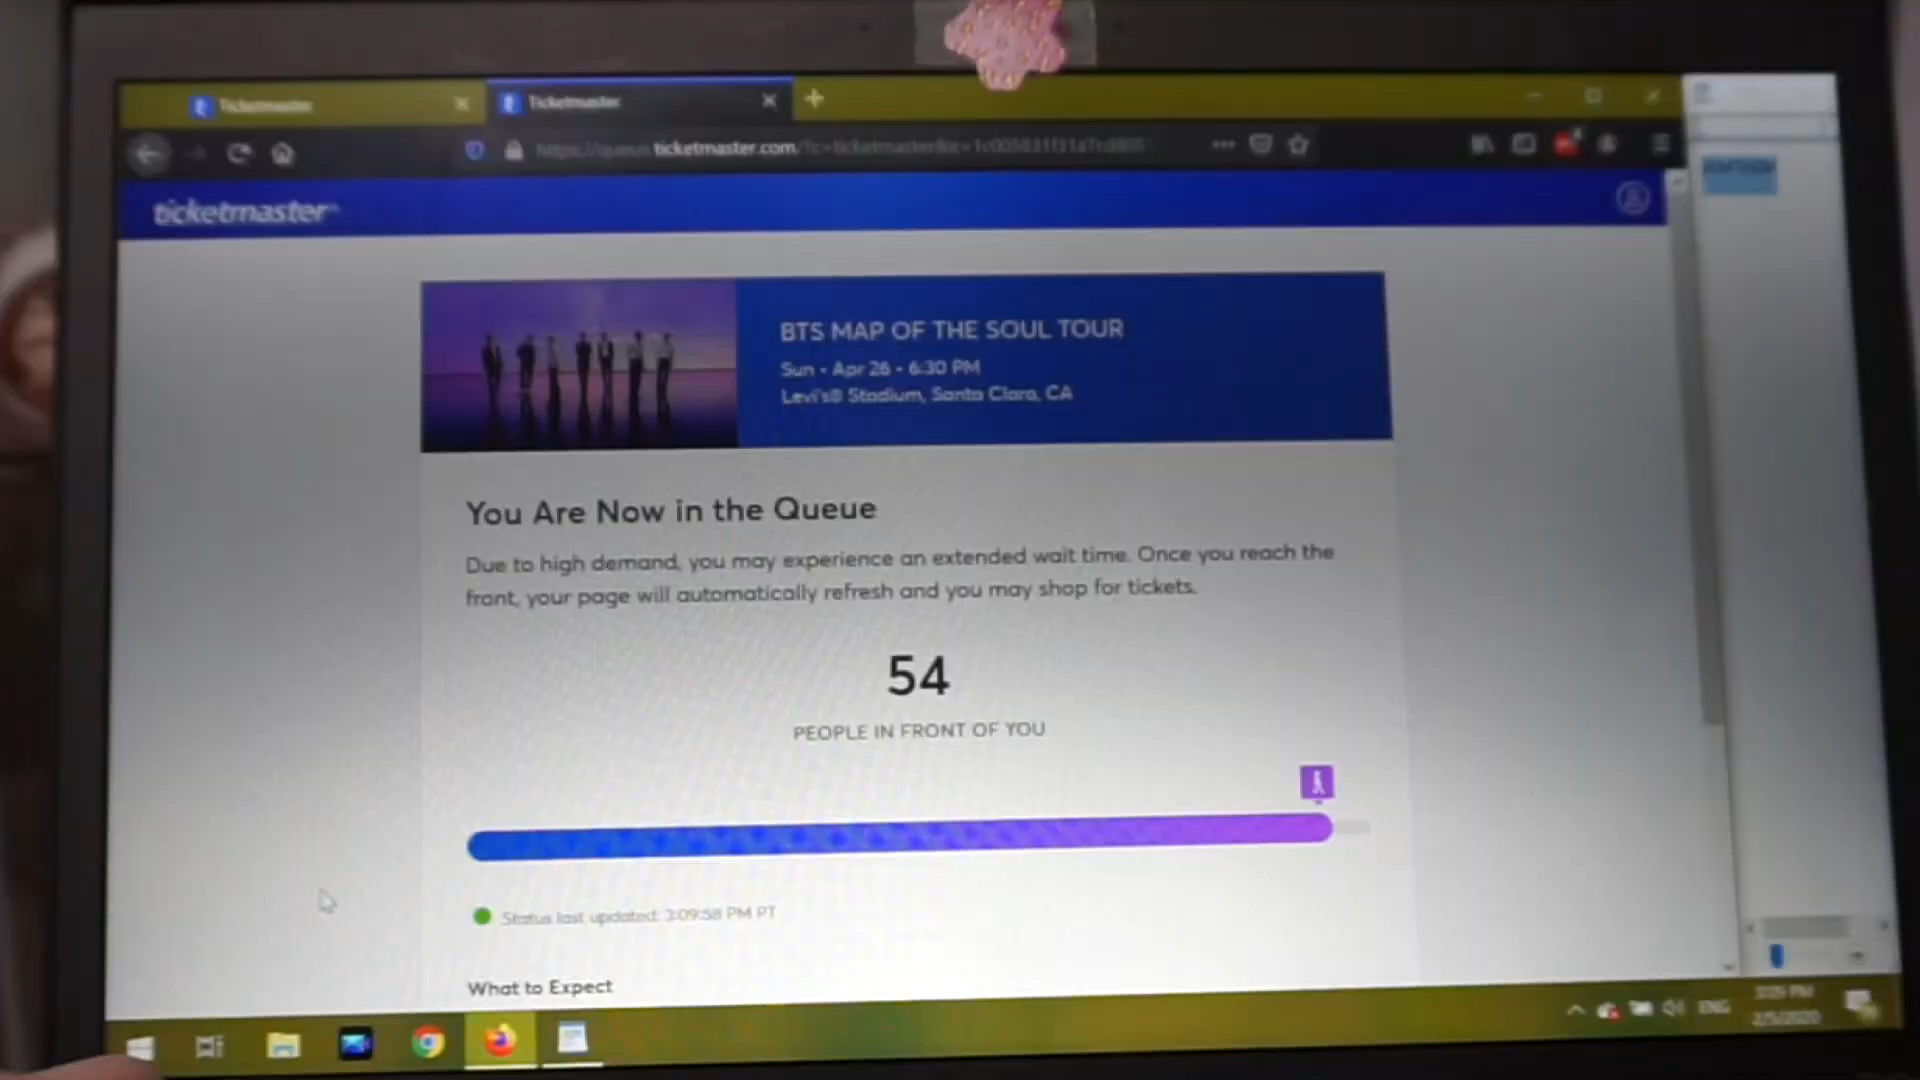 Ticketmaster
Ticketmaster
ticketmaster.com
ticketmaster
BTS MAP OF THE SOUL TOUR
Sun • Apr 26 • 6:30 PM
Levi's® Stadium, Santa Clara, CA
You Are Now in the Queue
Due to high demand, you may experience an extended wait time. Once you reach the
front, your page will automatically refresh and you may shop for tickets.
54
PEOPLE IN FRONT OF YOU
Status last updated: 3:09:58 PM PT
What to Expect
ENG
2/5/2020